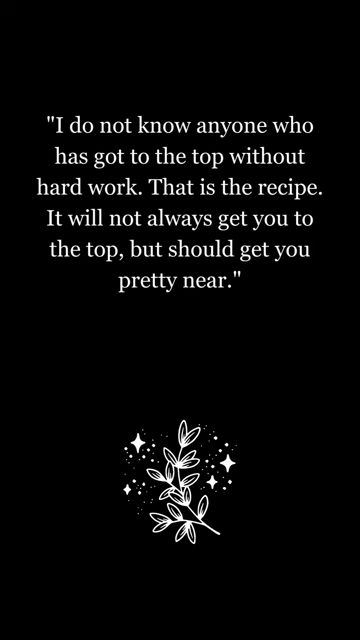 "I do not know anyone who
has got to the top without
hard work. That is the recipe.
It will not always get you to
the top, but should get you
pretty near."